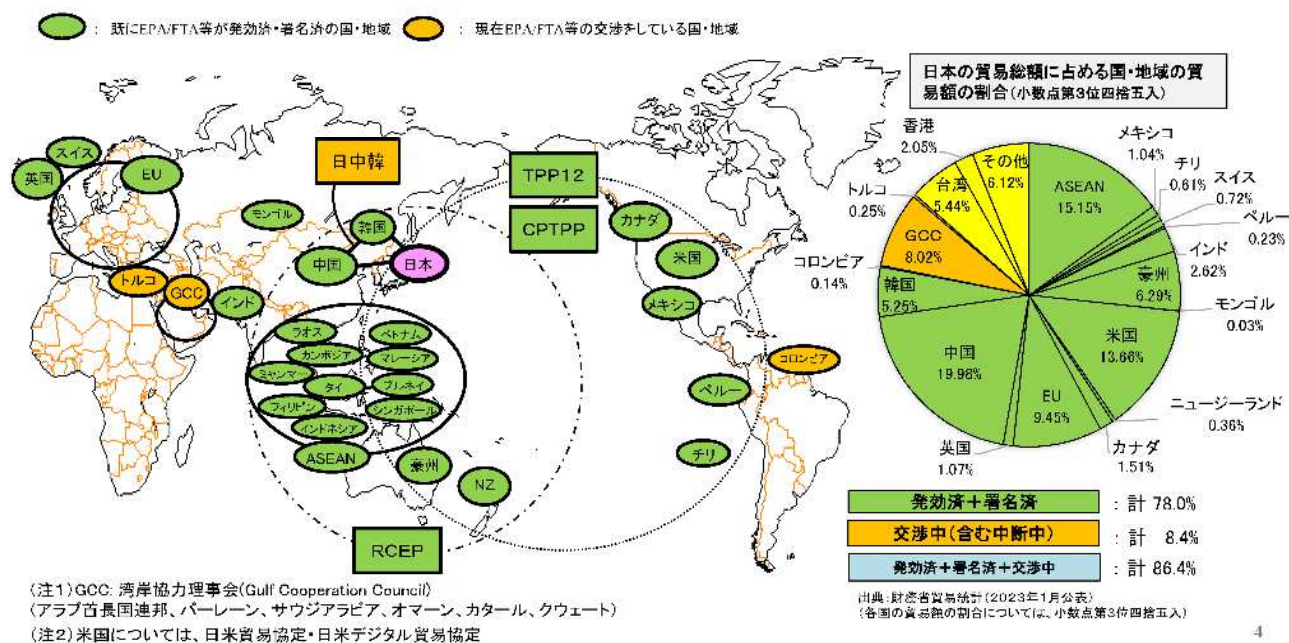 ：既にEPA/FTA等が発効済・署名済の国・地域
：現在EPA/FTA等の交渉をしている国・地域
日本の貿易総額に占める国・地域の貿
易額の割合(小数点第3位四捨五入)
スイス
英国
EU
日中韓
モンゴル
韓国
中国
日本
トルコ
GCC
インド
TPP12
CPTPP
カナダ
米国
メキシコ
コロンビア
ペルー
チリ
ラオス
ベトナム
カンボジア
マレーシア
ミャンマー
タイ
ブルネイ
フィリピン
シンガポール
インドネシア
ASEAN
豪州
NZ
RCEP
香港
2.05%
その他
6.12%
台湾
5.44%
トルコ
0.25%
GCC
8.02%
コロンビア
0.14%
韓国
5.25%
中国
19.98%
英国
1.07%
EU
9.45%
カナダ
1.51%
ニュージーランド
0.36%
米国
13.66%
モンゴル
0.03%
豪州
6.29%
インド
2.62%
ペルー
0.23%
スイス
0.72%
チリ
0.61%
メキシコ
1.04%
ASEAN
15.15%
発効済＋署名済 ：計 78.0%
交渉中(含む中断中) ：計 8.4%
発効済＋署名済＋交渉中 ：計 86.4%
出典：財務省貿易統計(2023年1月公表)
(各国の貿易額の割合については、小数点第3位四捨五入)
(注1)GCC: 湾岸協力理事会(Gulf Cooperation Council)
(アラブ首長国連邦、バーレーン、サウジアラビア、オマーン、カタール、クウェート)
(注2)米国については、日米貿易協定・日米デジタル貿易協定
4